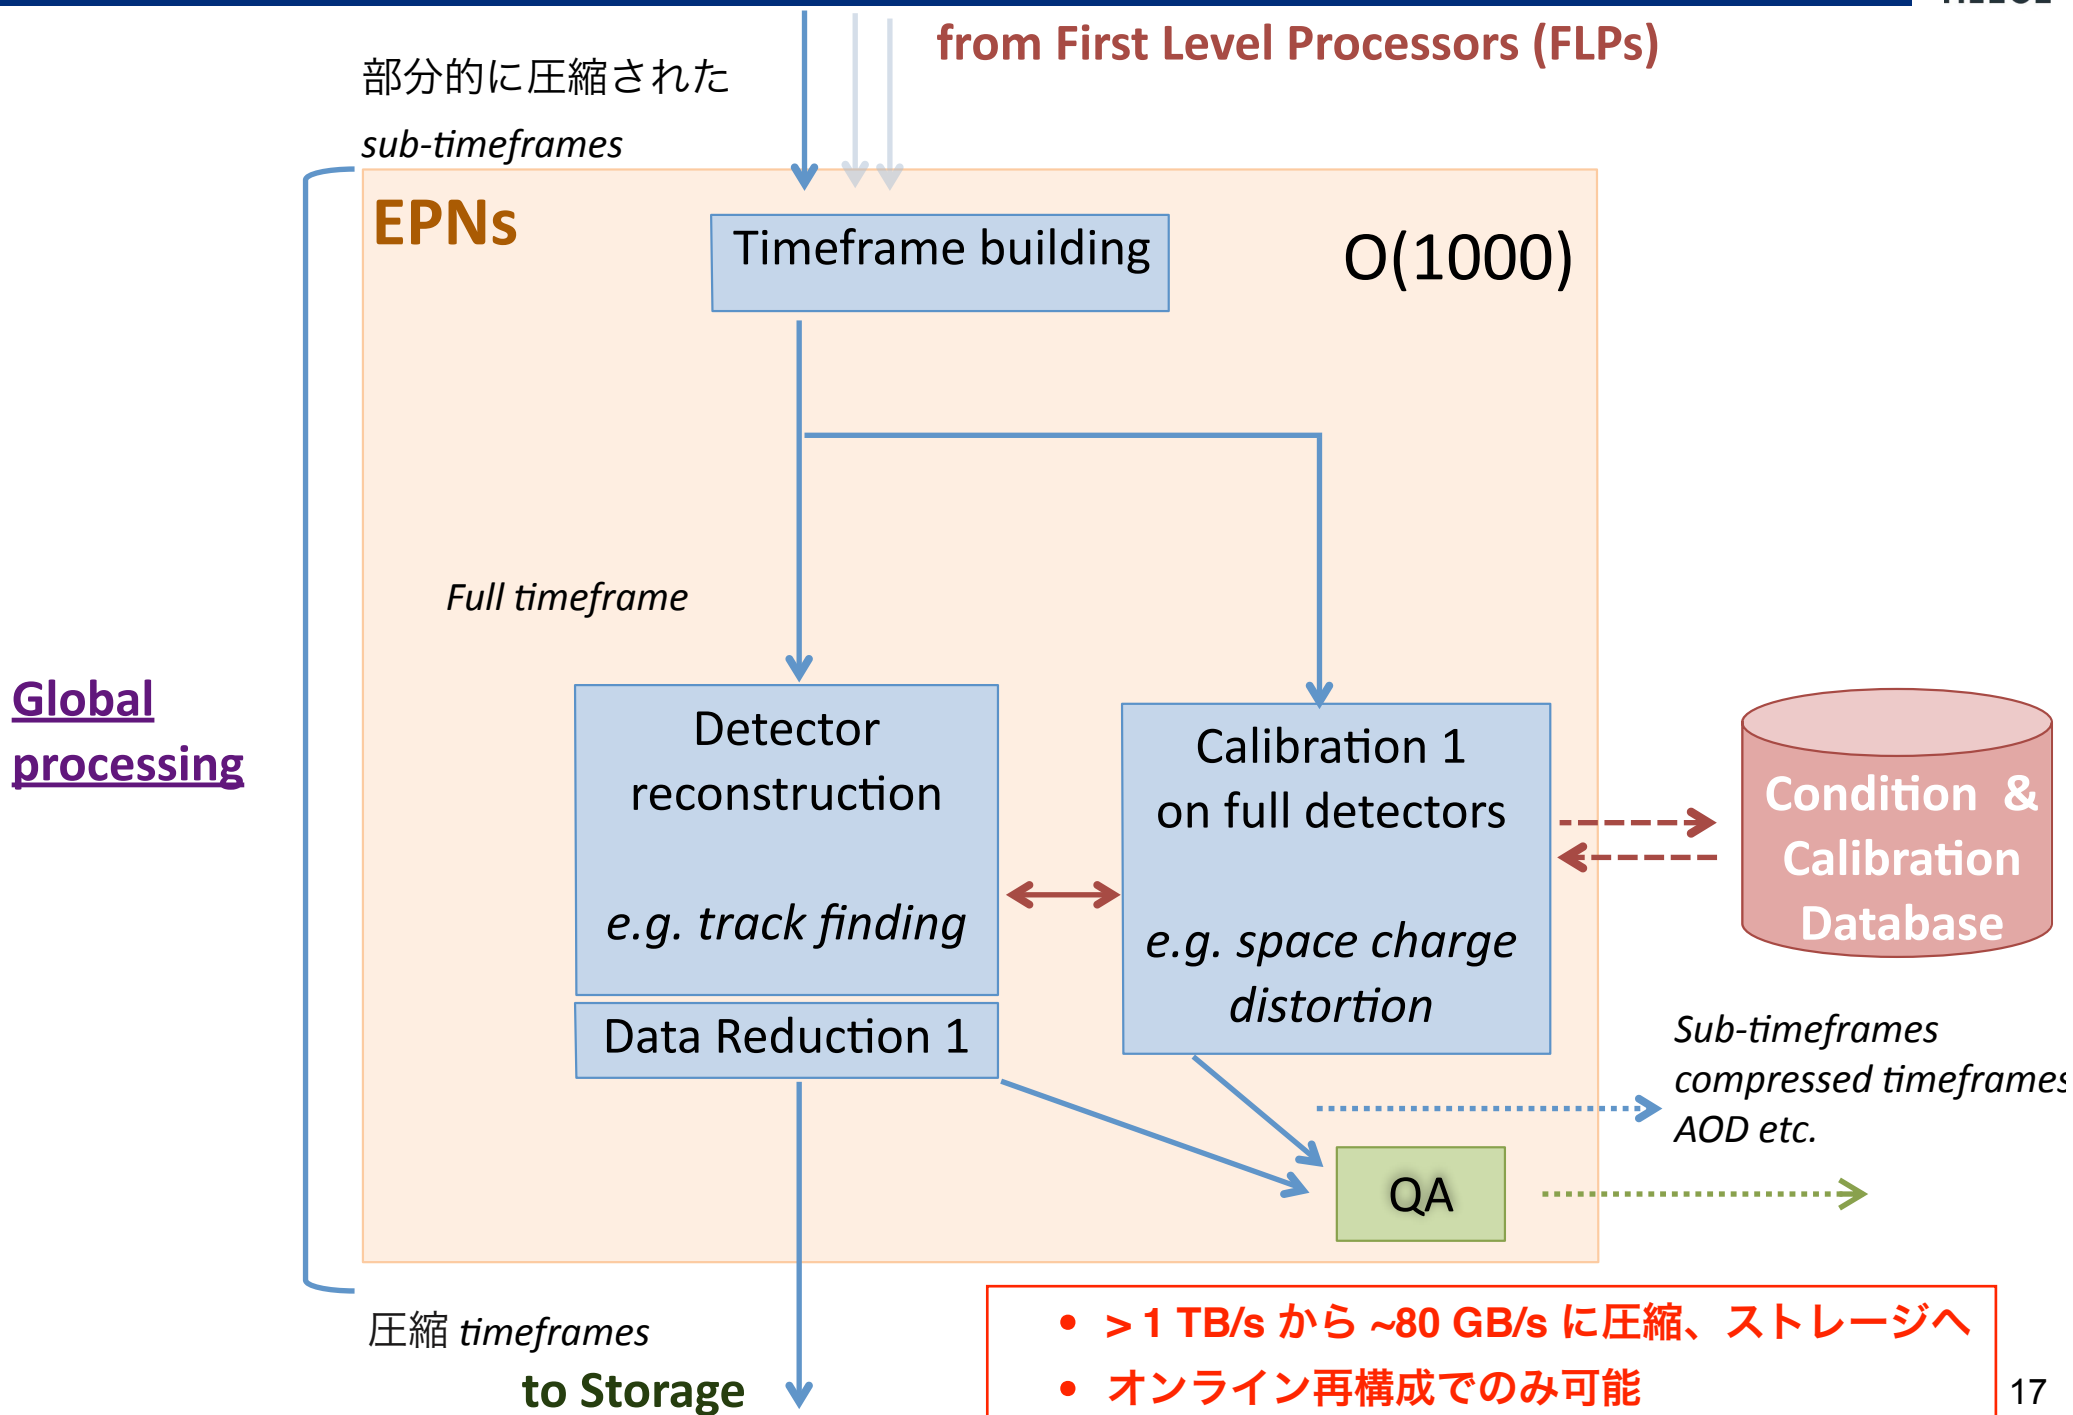 from First Level Processors (FLPs)
部分的に圧縮された
sub-timeframes
EPNs
Timeframe building
O(1000)
Full timeframe
Global
processing
Detector
reconstruction
e.g. track finding
Data Reduction 1
Calibration 1
on full detectors
e.g. space charge
distortion
Condition &
Calibration
Database
Sub-timeframes
compressed timeframes
AOD etc.
QA
圧縮 timeframes
to Storage
• > 1 TB/s から ~80 GB/s に圧縮、ストレージへ
• オンライン再構成でのみ可能
17